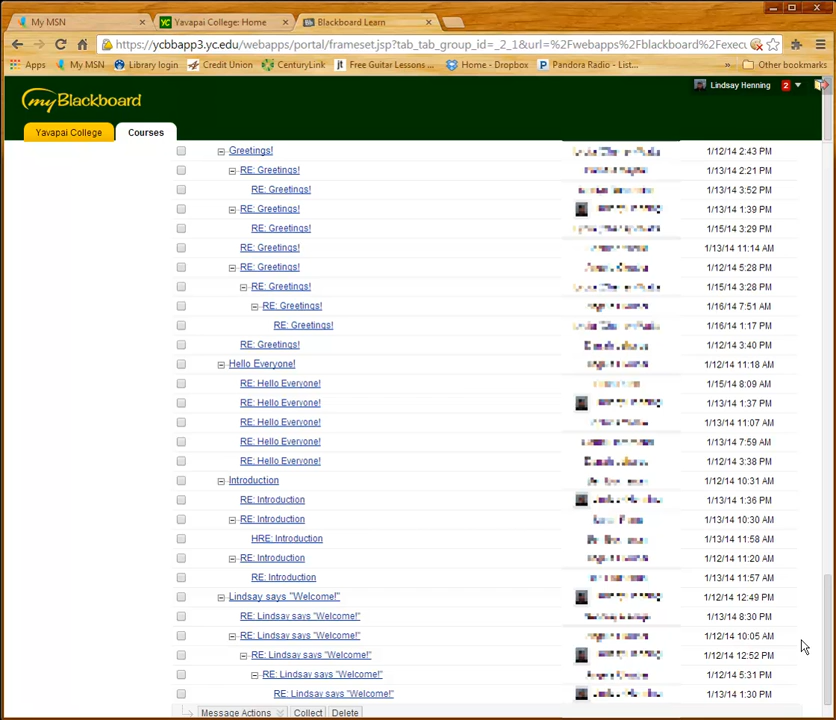 My MSN Yavapai College: Home Blackboard Learn
https://ycbbapp3.yc.edu/webapps/portal/frameset.jsp?tab_tab_group_id=_2_1&url=%2Fwebapps%2Fblackboard%2Fexecu
Apps My MSN Library login Credit Union CenturyLink Free Guitar Lessons ... Home - Dropbox Pandora Radio - List... » Other bookmarks
Lindsay Henning 2
myBlackboard
Yavapai College Courses
Greetings! 1/12/14 2:43 PM
RE: Greetings! 1/13/14 2:21 PM
RE: Greetings! 1/13/14 3:52 PM
RE: Greetings! 1/13/14 1:39 PM
RE: Greetings! 1/15/14 3:29 PM
RE: Greetings! 1/13/14 11:14 AM
RE: Greetings! 1/12/14 5:28 PM
RE: Greetings! 1/15/14 3:28 PM
RE: Greetings! 1/16/14 7:51 AM
RE: Greetings! 1/16/14 1:17 PM
RE: Greetings! 1/12/14 3:40 PM
Hello Everyone! 1/12/14 11:18 AM
RE: Hello Everyone! 1/15/14 8:09 AM
RE: Hello Everyone! 1/13/14 1:37 PM
RE: Hello Everyone! 1/13/14 11:07 AM
RE: Hello Everyone! 1/13/14 7:59 AM
RE: Hello Everyone! 1/12/14 3:38 PM
Introduction 1/12/14 10:31 AM
RE: Introduction 1/13/14 1:36 PM
RE: Introduction 1/13/14 10:30 AM
HRE: Introduction 1/13/14 11:58 AM
RE: Introduction 1/12/14 11:20 AM
RE: Introduction 1/13/14 11:57 AM
Lindsay says "Welcome!" 1/12/14 12:49 PM
RE: Lindsay says "Welcome!" 1/13/14 8:30 PM
RE: Lindsay says "Welcome!" 1/12/14 10:05 AM
RE: Lindsay says "Welcome!" 1/12/14 12:52 PM
RE: Lindsay says "Welcome!" 1/12/14 5:31 PM
RE: Lindsay says "Welcome!" 1/13/14 1:30 PM
Message Actions Collect Delete